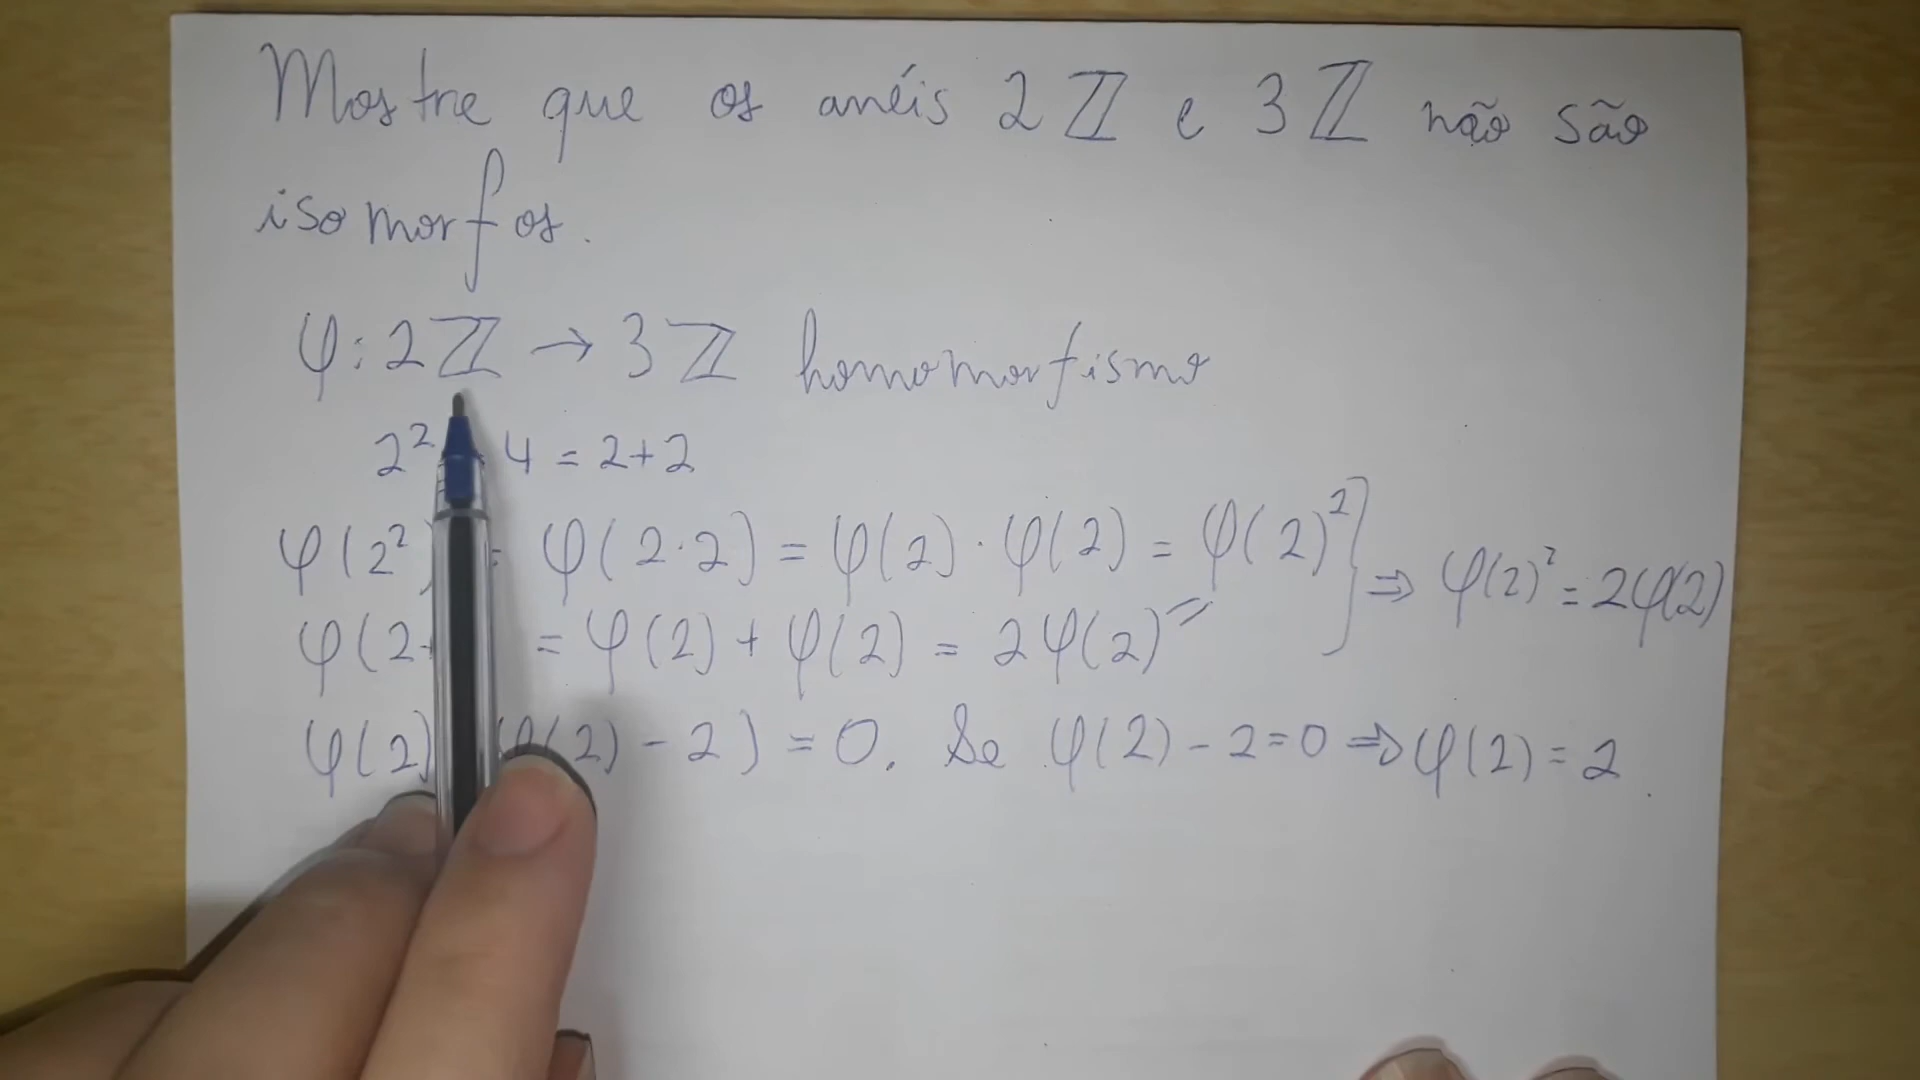 Mostre que os anéis 2ℤ e 3ℤ não são
isomorfos.
φ: 2ℤ → 3ℤ homomorfismo
2² 4 = 2+2
φ(2²) = φ(2·2) = φ(2)·φ(2) = φ(2)² } ⇒ φ(2)² = 2φ(2)
φ(2+ = φ(2) + φ(2) = 2φ(2)
φ(2) φ(2) - 2) = 0. Se φ(2) - 2 = 0 ⇒ φ(2) = 2